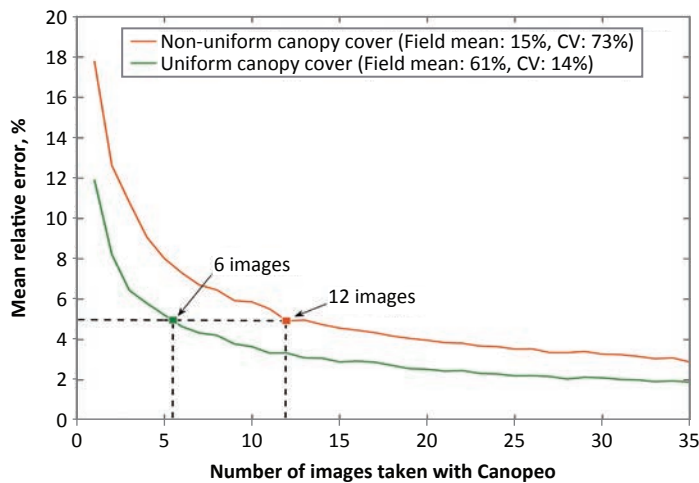 20
18
16
14
12
10
8
6
4
2
0
Mean relative error, %
Non-uniform canopy cover (Field mean: 15%, CV: 73%)
Uniform canopy cover (Field mean: 61%, CV: 14%)
6 images
12 images
0 5 10 15 20 25 30 35
Number of images taken with Canopeo